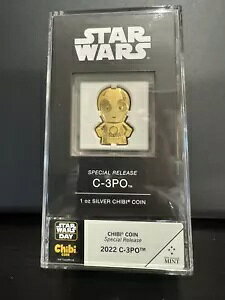 STAR
WARS
SPECIAL RELEASE
C-3PO™
1 oz SILVER CHIBI® COIN
STAR
WARS
DAY
Chibi
COIN
CHIBI® COIN
Special Release
2022 C-3PO™
MINT